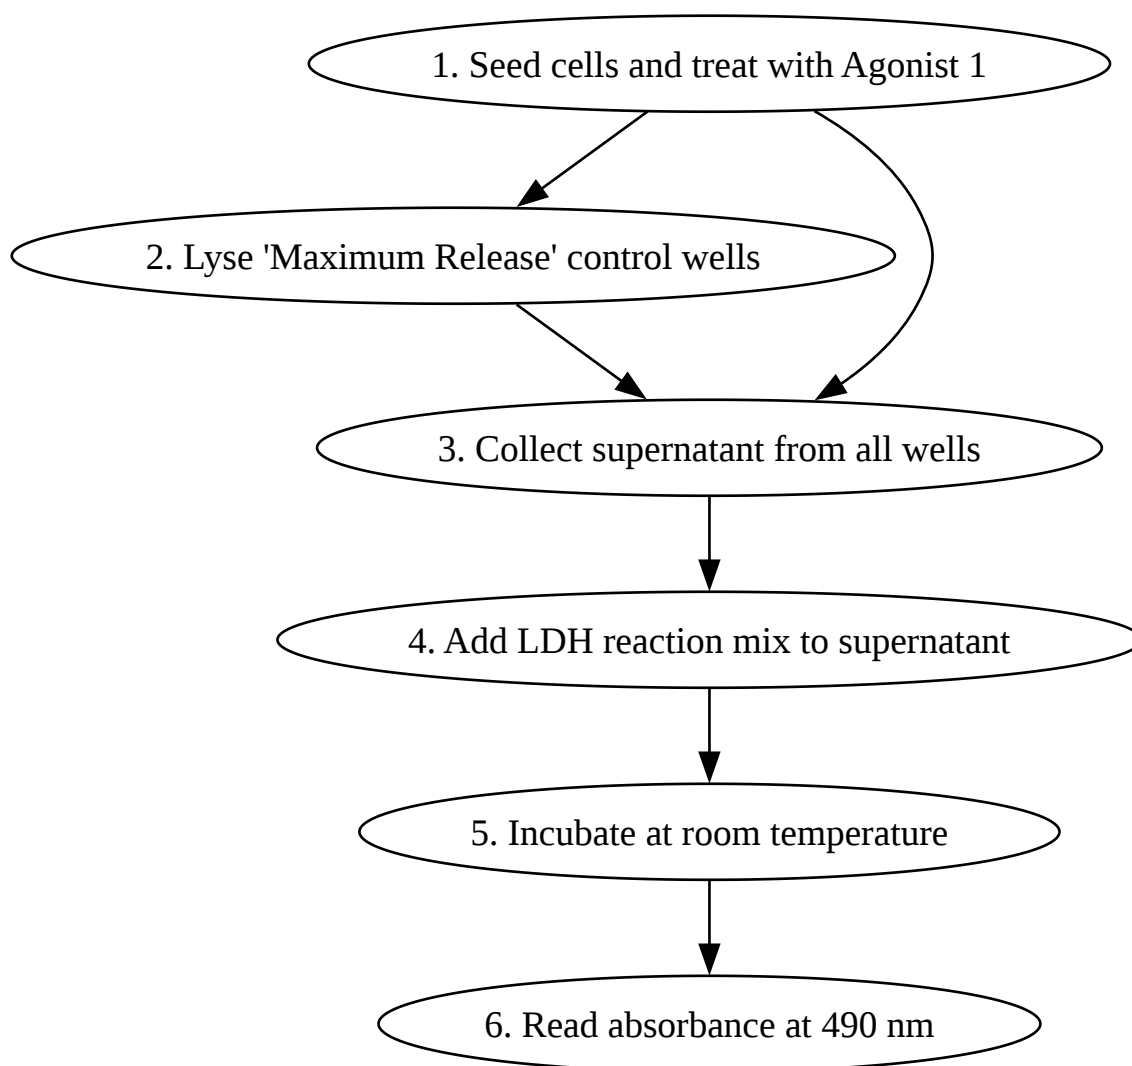 1. Seed cells and treat with Agonist 1
2. Lyse 'Maximum Release' control wells
3. Collect supernatant from all wells
4. Add LDH reaction mix to supernatant
5. Incubate at room temperature
6. Read absorbance at 490 nm